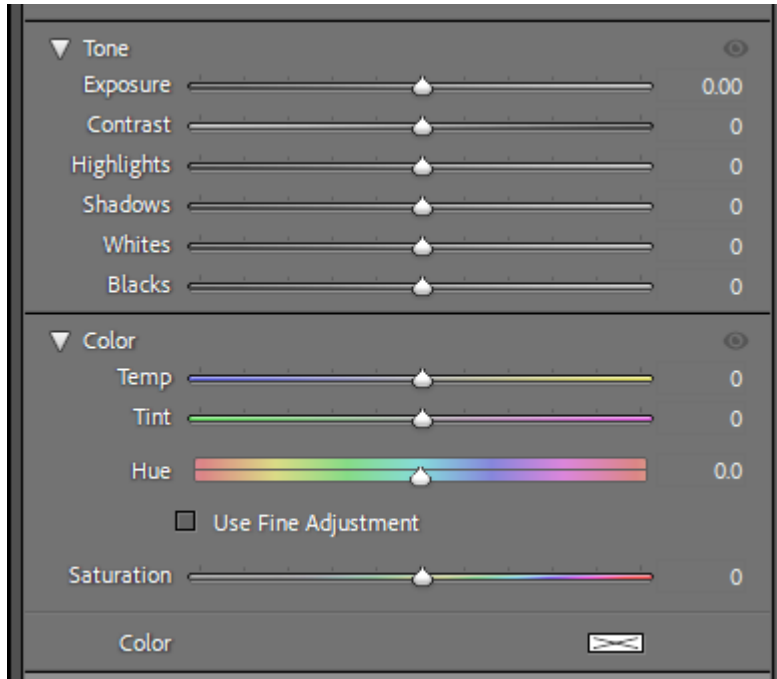 Tone
Exposure 0.00
Contrast 0
Highlights 0
Shadows 0
Whites 0
Blacks 0
Color
Temp 0
Tint 0
Hue 0.0
Use Fine Adjustment
Saturation 0
Color